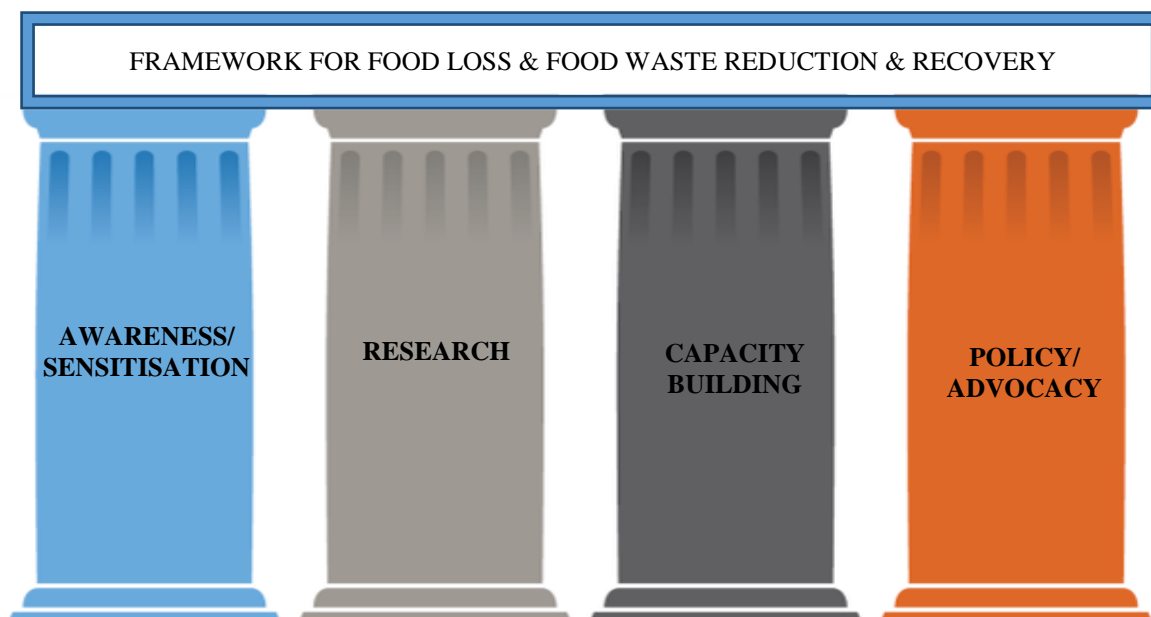 FRAMEWORK FOR FOOD LOSS & FOOD WASTE REDUCTION & RECOVERY
AWARENESS/
SENSITISATION
RESEARCH
CAPACITY
BUILDING
POLICY/
ADVOCACY